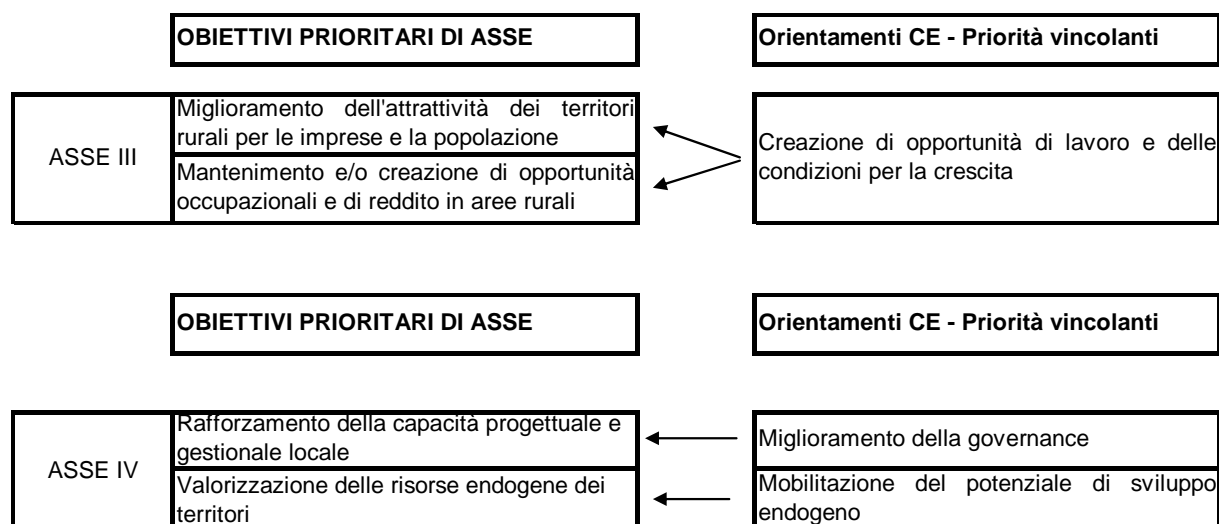 OBIETTIVI PRIORITARI DI ASSE
Orientamenti CE - Priorità vincolanti
ASSE III
Miglioramento dell'attrattività dei territori
rurali per le imprese e la popolazione
Mantenimento e/o creazione di opportunità
occupazionali e di reddito in aree rurali
Creazione di opportunità di lavoro e delle
condizioni per la crescita
OBIETTIVI PRIORITARI DI ASSE
Orientamenti CE - Priorità vincolanti
ASSE IV
Rafforzamento della capacità progettuale e
gestionale locale
Miglioramento della governance
Valorizzazione delle risorse endogene dei
territori
Mobilitazione del potenziale di sviluppo
endogeno